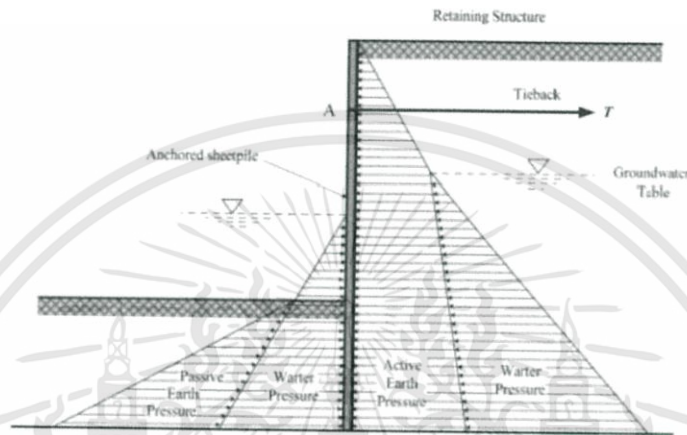 Retaining Structure
Tieback
A
T
Anchored sheetpile
Groundwater
Table
Passive
Earth
Pressure
Warter
Pressure
Active
Earth
Pressure
Warter
Pressure